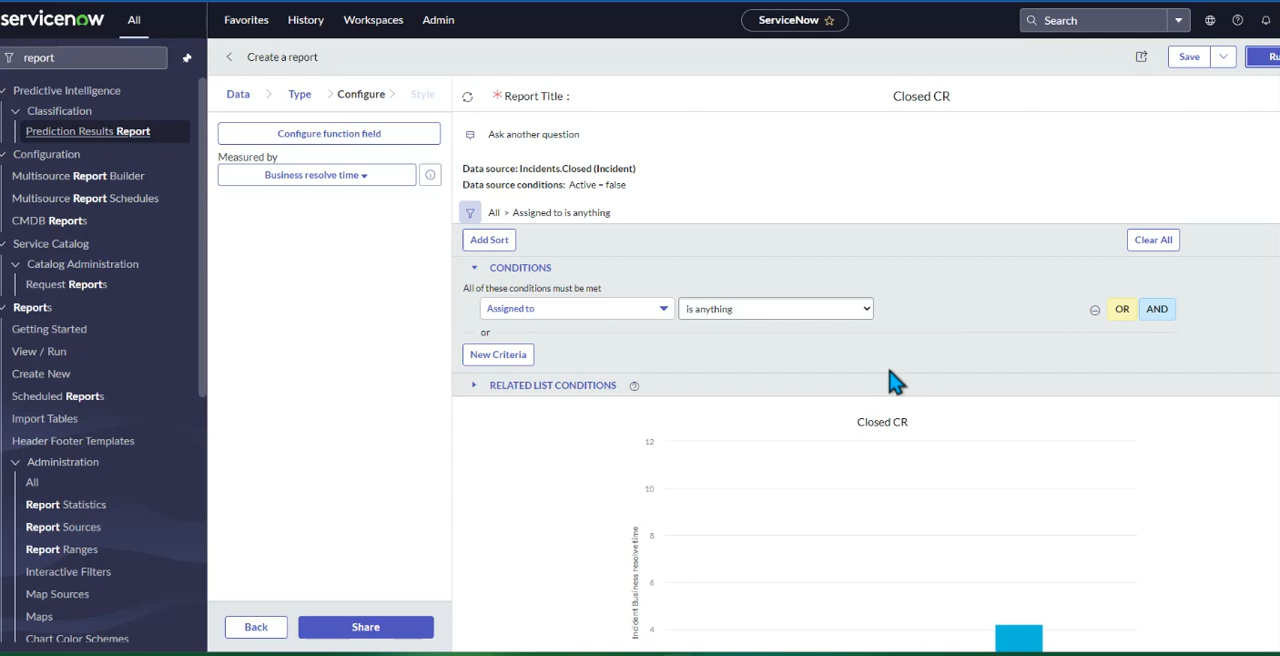 servicenow All Favorites History Workspaces Admin ServiceNow Search
report
Create a report Save
Predictive Intelligence
Classification
Prediction Results Report
Configuration
Multisource Report Builder
Multisource Report Schedules
CMDB Reports
Service Catalog
Catalog Administration
Request Reports
Reports
Getting Started
View / Run
Create New
Scheduled Reports
Import Tables
Header Footer Templates
Administration
All
Report Statistics
Report Sources
Report Ranges
Interactive Filters
Map Sources
Maps
Chart Color Schemes
Data Type Configure Style
Configure function field
Measured by
Business resolve time
Back Share
*Report Title : Closed CR
Ask another question
Data source: Incidents.Closed (Incident)
Data source conditions: Active = false
All > Assigned to is anything
Add Sort Clear All
CONDITIONS
All of these conditions must be met
Assigned to is anything OR AND
or
New Criteria
RELATED LIST CONDITIONS
Closed CR
12
10
8
6
4
Incident Business resolve time